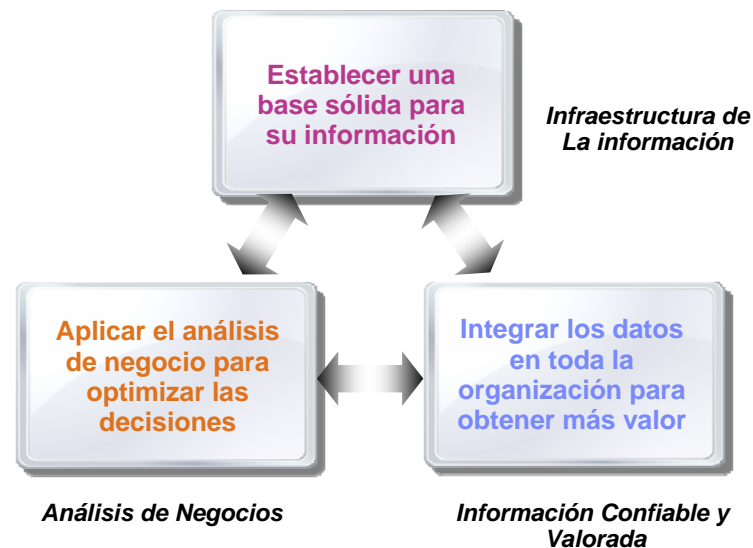 Establecer una
base sólida para
su información
Infraestructura de
La información
Aplicar el análisis
de negocio para
optimizar las
decisiones
Integrar los datos
en toda la
organización para
obtener más valor
Análisis de Negocios
Información Confiable y
Valorada